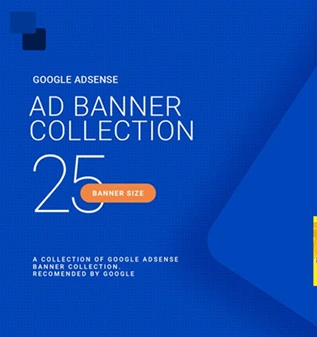 GOOGLE ADSENSE
AD BANNER
COLLECTION
25
BANNER SIZE
A COLLECTION OF GOOGLE ADSENSE
BANNER COLLECTION.
RECOMENDED BY GOOGLE